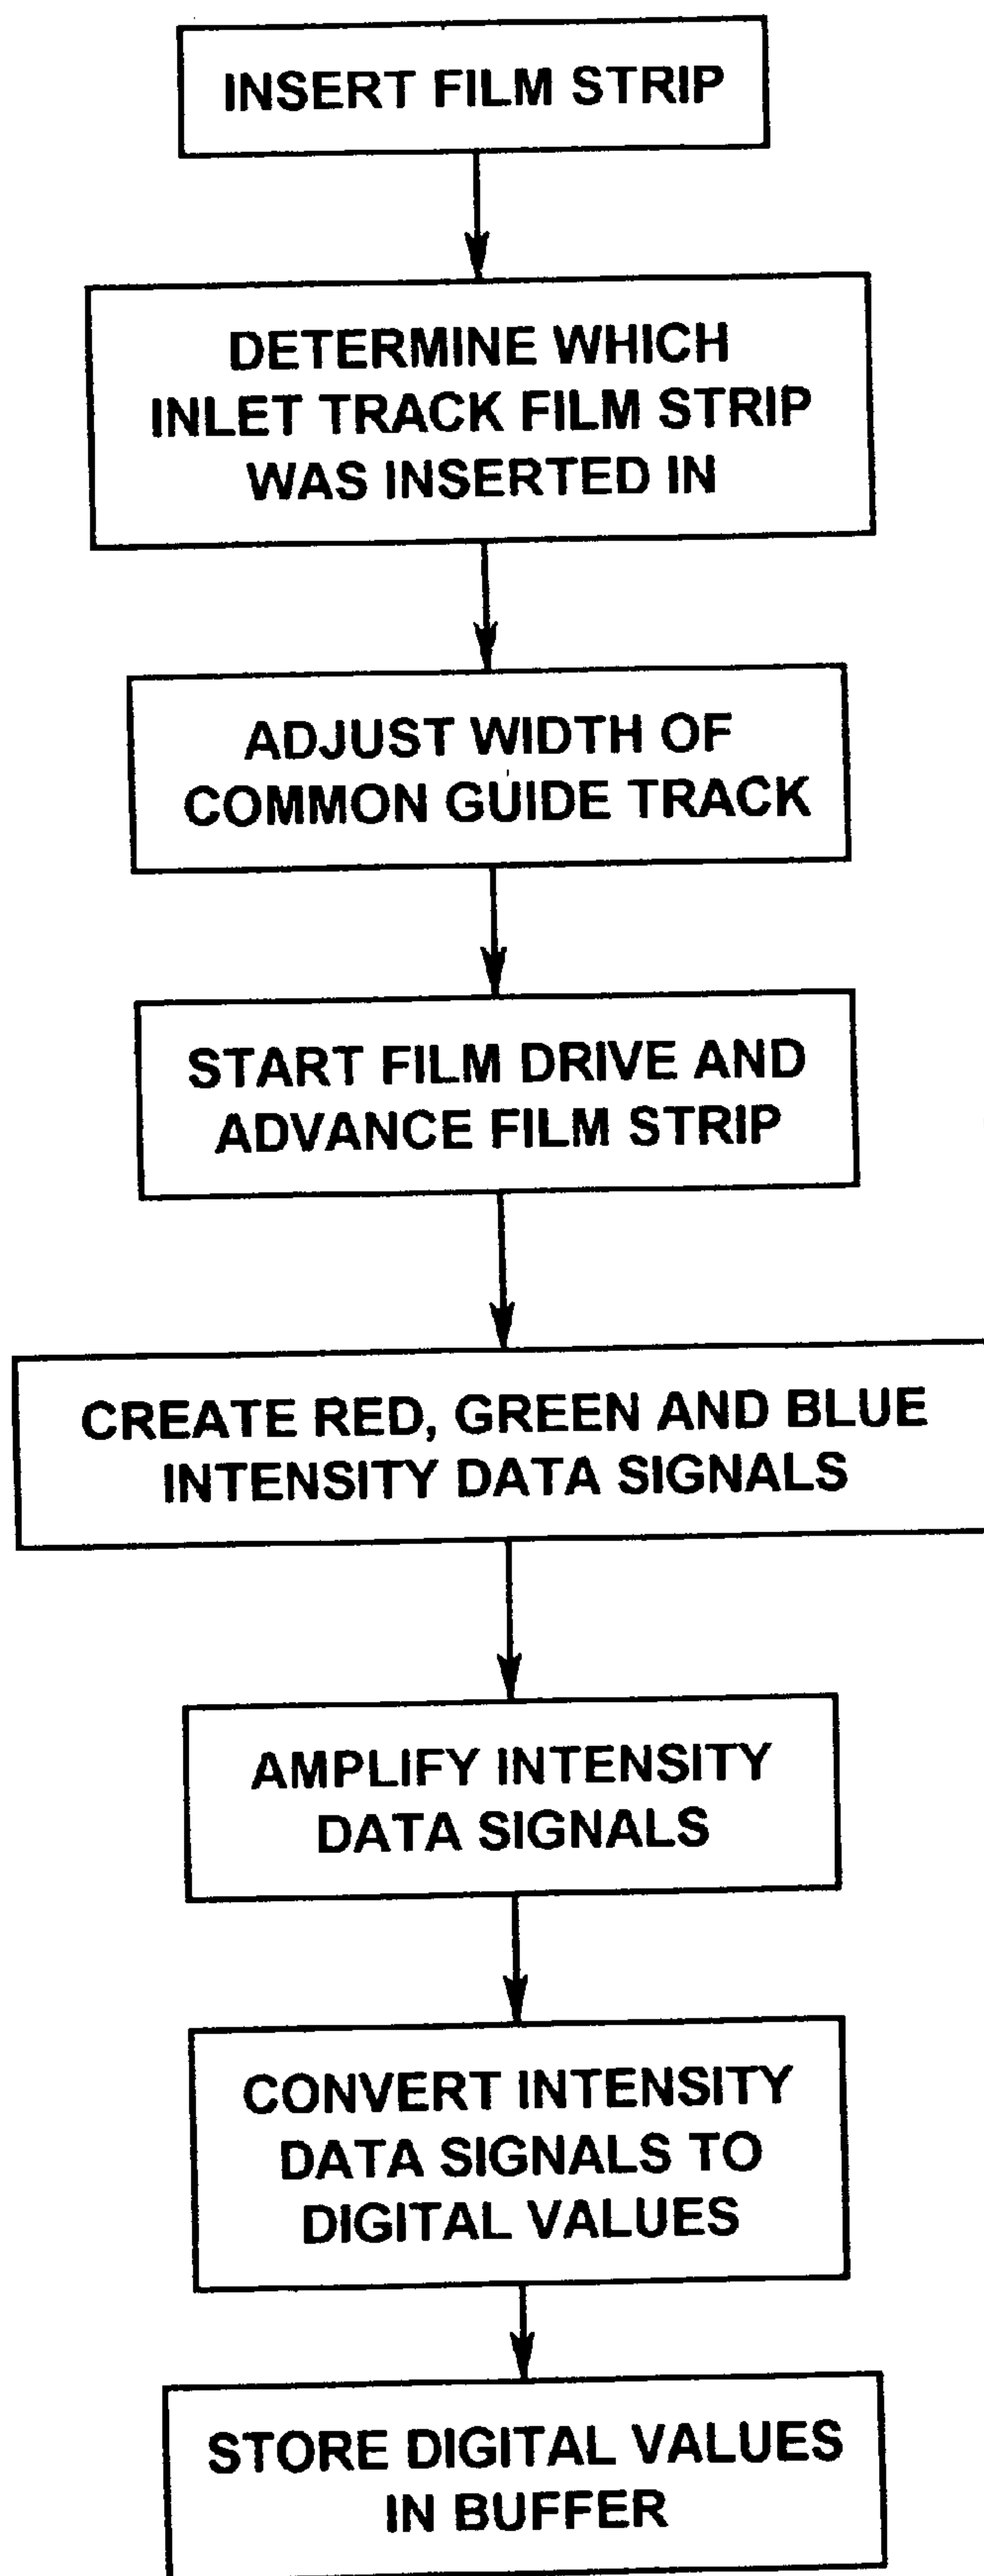 INSERT FILM STRIP
DETERMINE WHICH
INLET TRACK FILM STRIP
WAS INSERTED IN
ADJUST WIDTH OF
COMMON GUIDE TRACK
START FILM DRIVE AND
ADVANCE FILM STRIP
CREATE RED, GREEN AND BLUE
INTENSITY DATA SIGNALS
AMPLIFY INTENSITY
DATA SIGNALS
CONVERT INTENSITY
DATA SIGNALS TO
DIGITAL VALUES
STORE DIGITAL VALUES
IN BUFFER